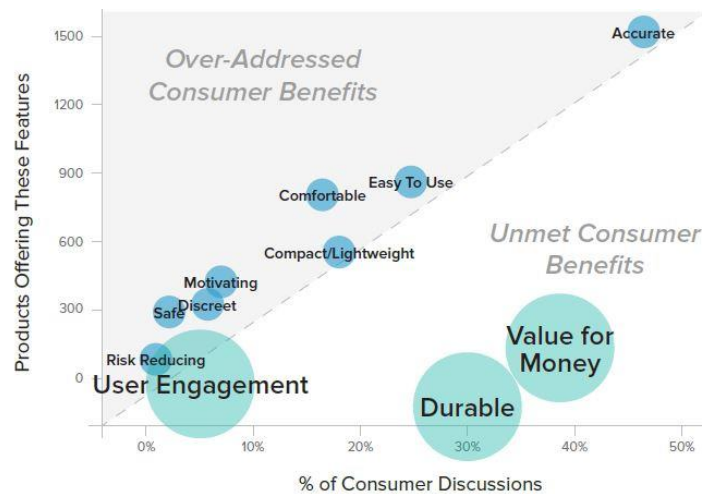 Products Offering These Features
1500
1200
900
600
300
0
Over-Addressed
Consumer Benefits
Accurate
Easy To Use
Comfortable
Compact/Lightweight
Unmet Consumer
Benefits
Motivating
Discreet
Safe
Risk Reducing
User Engagement
Value for
Money
Durable
0%
10%
20%
30%
40%
50%
% of Consumer Discussions